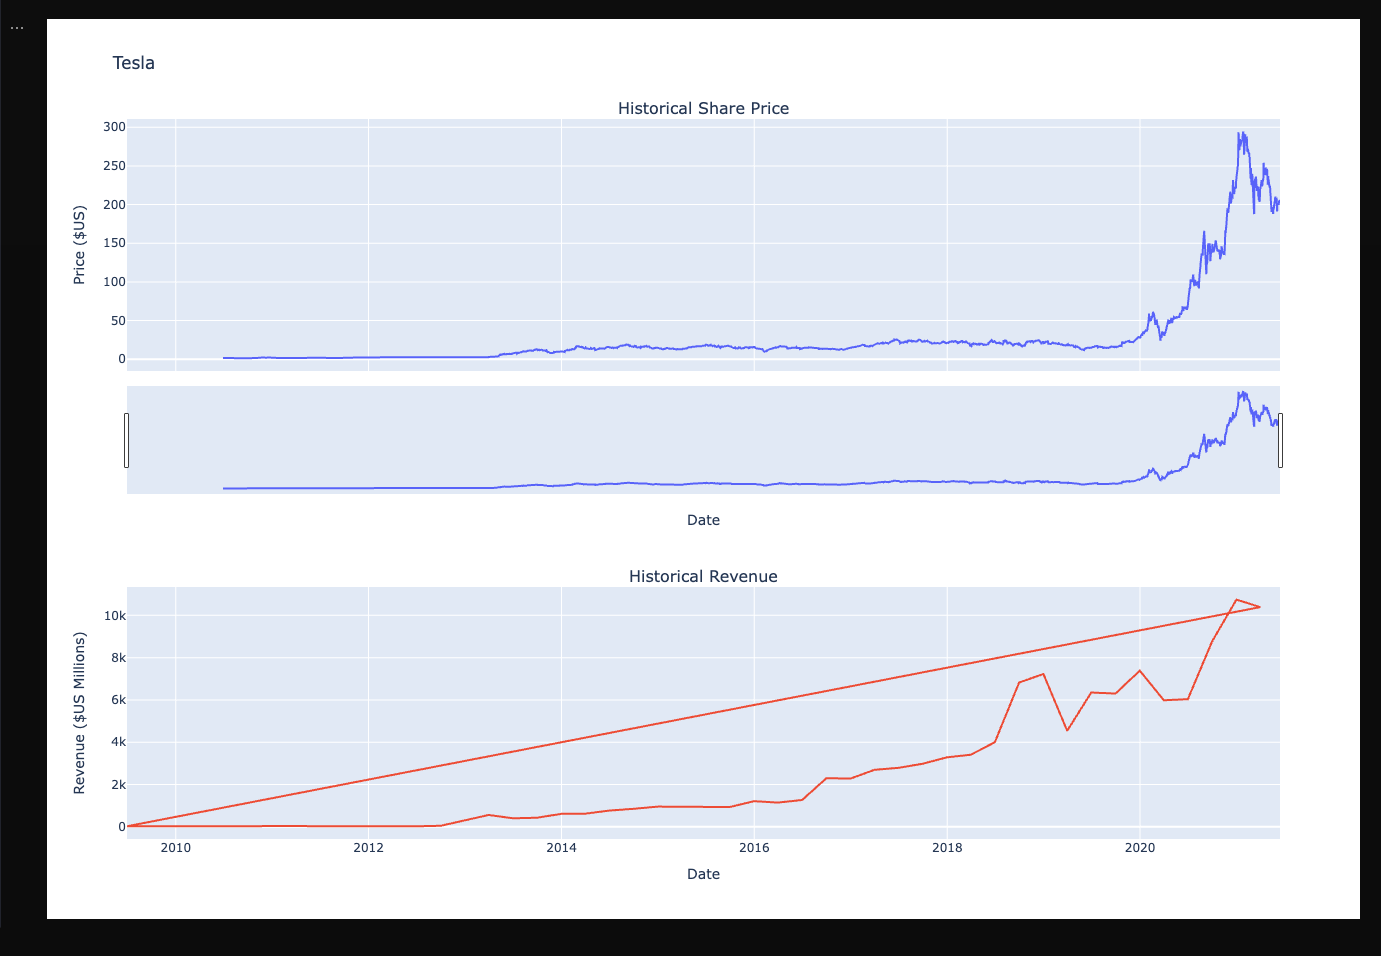 ...
Tesla
Historical Share Price
Price ($US)
300
250
200
150
100
50
0
Date
Historical Revenue
Revenue ($US Millions)
10k
8k
6k
4k
2k
0
2010 2012 2014 2016 2018 2020
Date